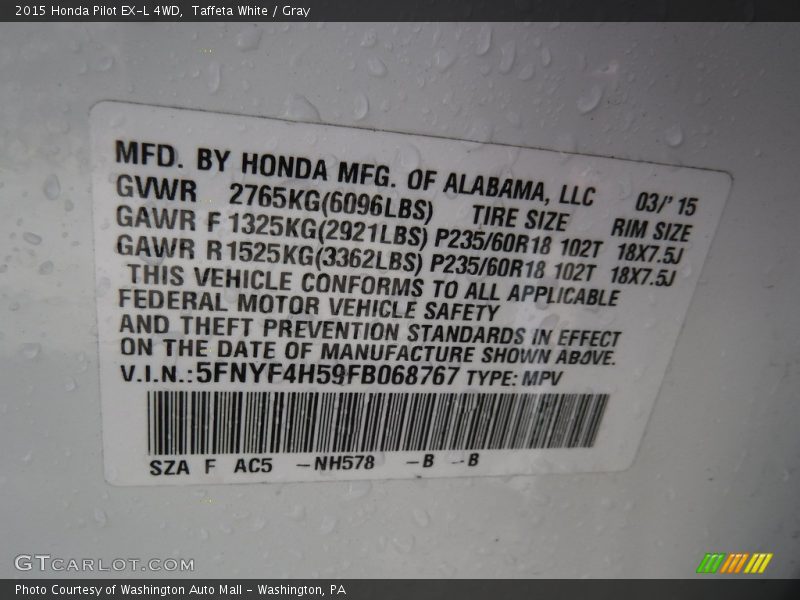 2015 Honda Pilot EX-L 4WD, Taffeta White / Gray
MFD. BY HONDA MFG. OF ALABAMA, LLC 03/'15
GVWR 2765KG(6096LBS) TIRE SIZE RIM SIZE
GAWR F 1325KG(2921LBS) P235/60R18 102T 18X7.5J
GAWR R 1525KG(3362LBS) P235/60R18 102T 18X7.5J
THIS VEHICLE CONFORMS TO ALL APPLICABLE
FEDERAL MOTOR VEHICLE SAFETY
AND THEFT PREVENTION STANDARDS IN EFFECT
ON THE DATE OF MANUFACTURE SHOWN ABOVE.
V.I.N.:5FNYF4H59FB068767 TYPE: MPV
SZA F AC5 -NH578 -B --B
GTCARLOT.COM
Photo Courtesy of Washington Auto Mall - Washington, PA